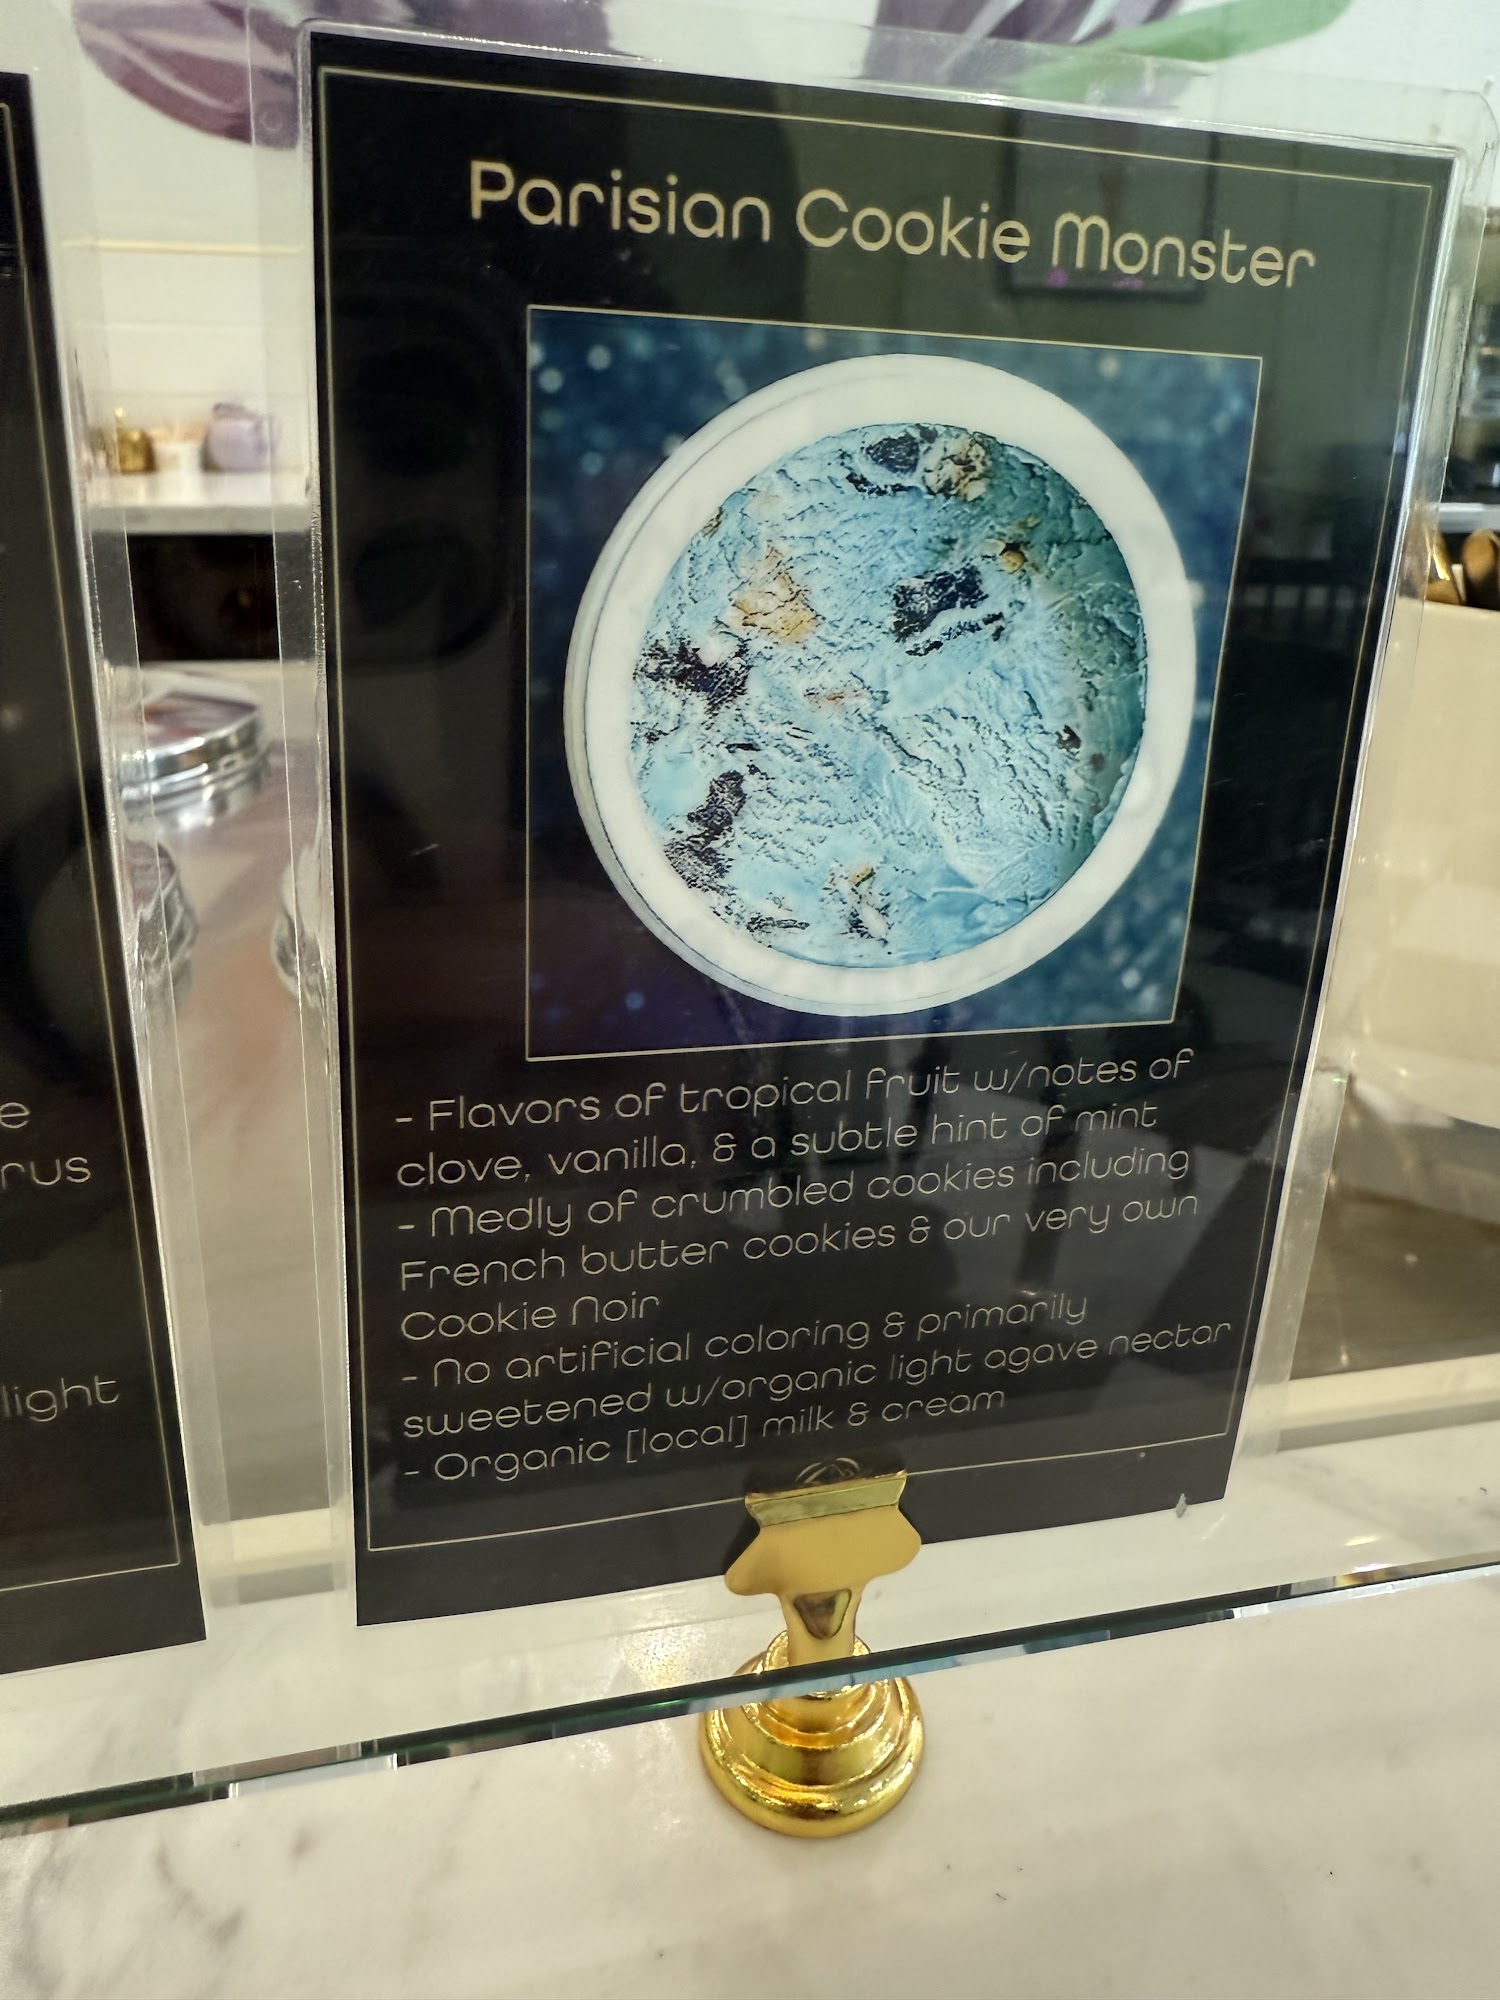 Parisian Cookie Monster
- Flavors of tropical fruit w/notes of
clove, vanilla, & a subtle hint of mint
- Medly of crumbled cookies including
French butter cookies & our very own
Cookie Noir
- No artificial coloring & primarily
sweetened w/organic light agave nectar
- Organic [local] milk & cream
e
rus
light